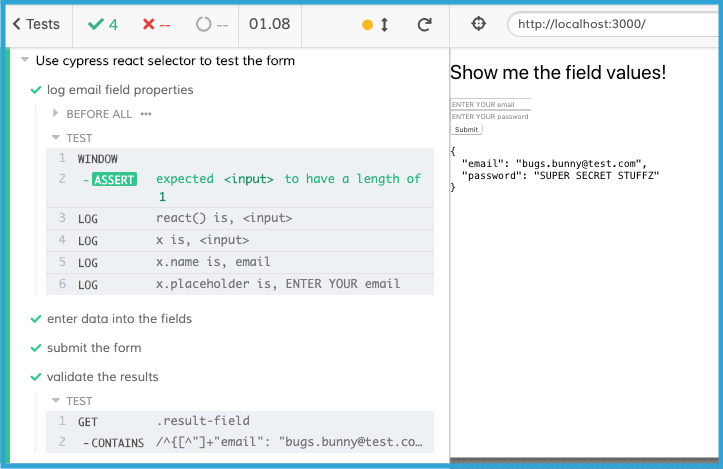 Tests 4 -- -- 01.08 http://localhost:3000/
Use cypress react selector to test the form
log email field properties
BEFORE ALL •••
TEST
1 WINDOW
2 -ASSERT expected <input> to have a length of
1
3 LOG react() is, <input>
4 LOG x is, <input>
5 LOG x.name is, email
6 LOG x.placeholder is, ENTER YOUR email
enter data into the fields
submit the form
validate the results
TEST
1 GET .result-field
2 -CONTAINS /^{[^"]+"email": "bugs.bunny@test.co…
Show me the field values!
ENTER YOUR email
ENTER YOUR password
Submit
{
"email": "bugs.bunny@test.com",
"password": "SUPER SECRET STUFFZ"
}